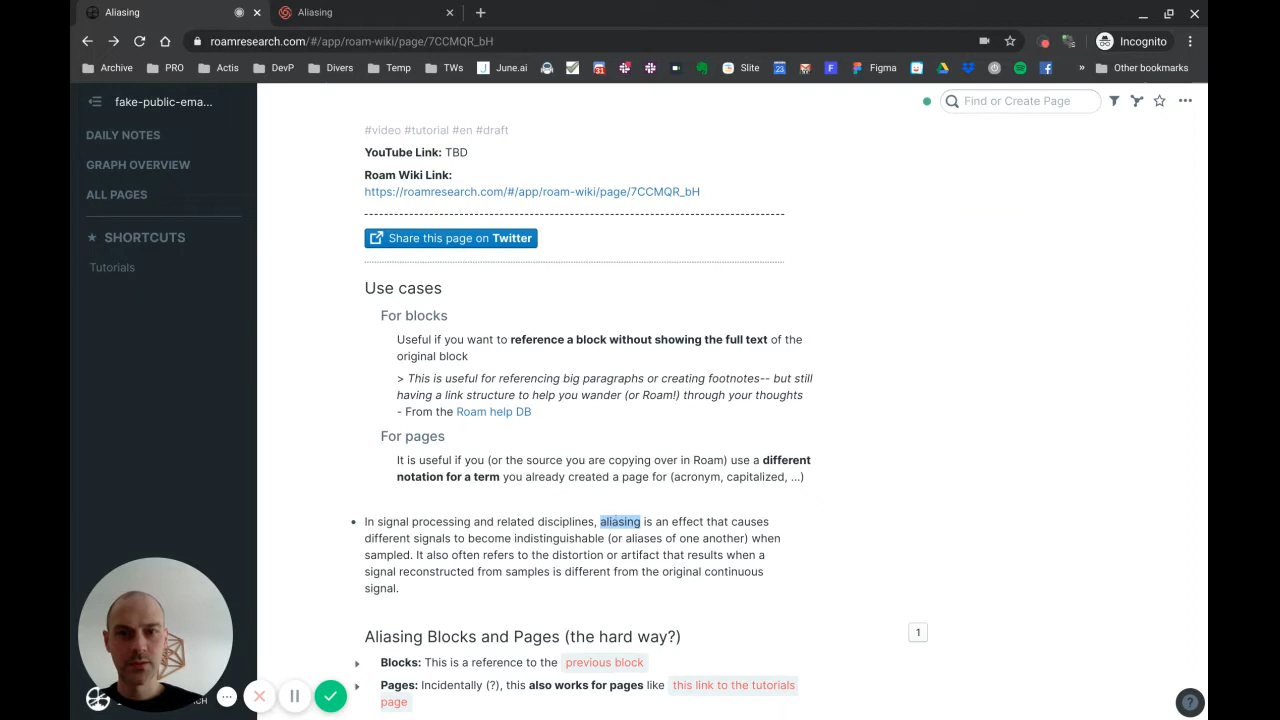 Aliasing
Aliasing
roamresearch.com/#/app/roam-wiki/page/7CCMQR_bH
Incognito
Archive
PRO
Actis
DevP
Divers
Temp
TWs
June.ai
Slite
Figma
Other bookmarks
fake-public-ema...
Find or Create Page
DAILY NOTES
GRAPH OVERVIEW
ALL PAGES
SHORTCUTS
Tutorials
#video #tutorial #en #draft
YouTube Link: TBD
Roam Wiki Link:
https://roamresearch.com/#/app/roam-wiki/page/7CCMQR_bH
Share this page on Twitter
Use cases
For blocks
Useful if you want to reference a block without showing the full text of the
original block
> This is useful for referencing big paragraphs or creating footnotes-- but still
having a link structure to help you wander (or Roam!) through your thoughts
- From the Roam help DB
For pages
It is useful if you (or the source you are copying over in Roam) use a different
notation for a term you already created a page for (acronym, capitalized, ...)
In signal processing and related disciplines, aliasing is an effect that causes
different signals to become indistinguishable (or aliases of one another) when
sampled. It also often refers to the distortion or artifact that results when a
signal reconstructed from samples is different from the original continuous
signal.
Aliasing Blocks and Pages (the hard way?)
1
Blocks: This is a reference to the previous block
Pages: Incidentally (?), this also works for pages like this link to the tutorials
page